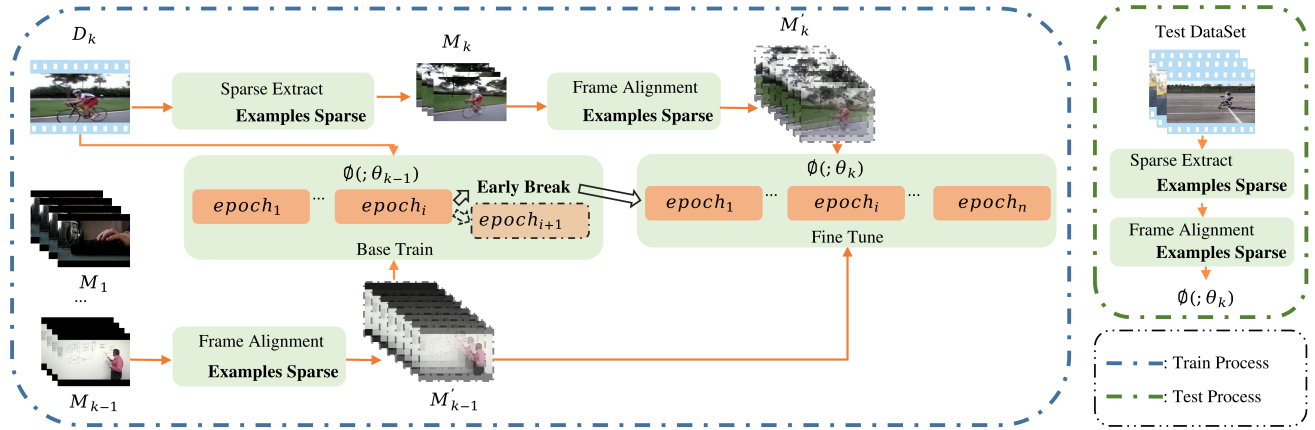 D_k
Sparse Extract
Examples Sparse
M_k
Frame Alignment
Examples Sparse
M'_k
∅(; θ_{k−1})
epoch_1
...
epoch_i
Early Break
epoch_{i+1}
Base Train
∅(; θ_k)
epoch_1
...
epoch_i
...
epoch_n
Fine Tune
M_1
...
M_{k−1}
Frame Alignment
Examples Sparse
M'_{k−1}
Test DataSet
Sparse Extract
Examples Sparse
Frame Alignment
Examples Sparse
∅(; θ_k)
: Train Process
: Test Process